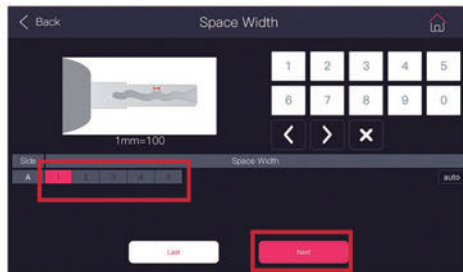 < Back Space Width
1 2 3 4 5
6 7 8 9 0
< > ×
1mm=100
Side Space Width
A 1 2 3 4 5 auto
Last Next